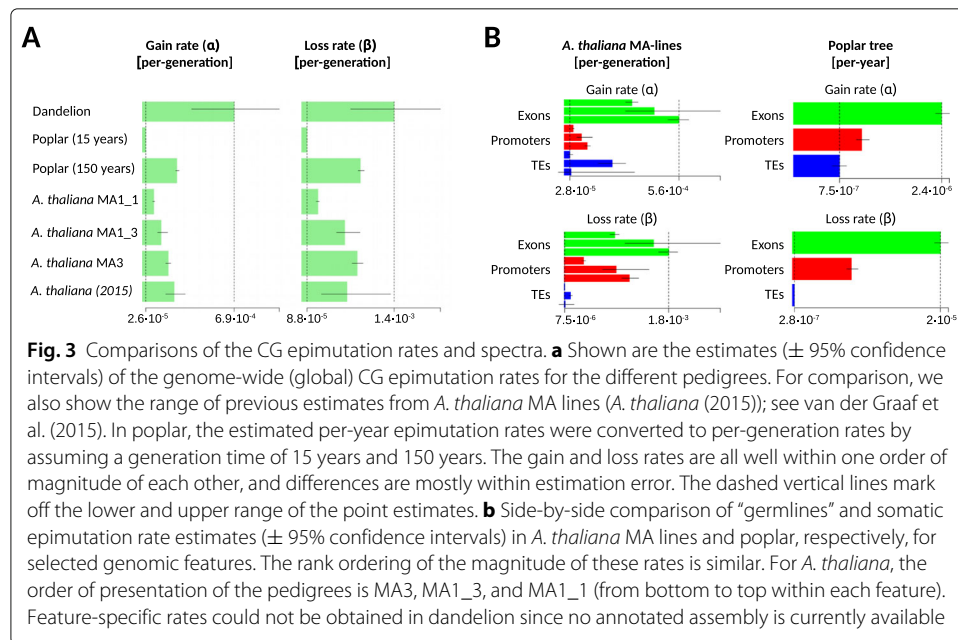 A
Gain rate (α)
[per-generation]
Loss rate (β)
[per-generation]
Dandelion
Poplar (15 years)
Poplar (150 years)
A. thaliana MA1_1
A. thaliana MA1_3
A. thaliana MA3
A. thaliana (2015)
2.6·10⁻⁵
6.9·10⁻⁴
8.8·10⁻⁵
1.4·10⁻³
B
A. thaliana MA-lines
[per-generation]
Gain rate (α)
Exons
Promoters
TEs
2.8·10⁻⁵
5.6·10⁻⁴
Loss rate (β)
Exons
Promoters
TEs
7.5·10⁻⁶
1.8·10⁻³
Poplar tree
[per-year]
Gain rate (α)
Exons
Promoters
TEs
7.5·10⁻⁷
2.4·10⁻⁶
Loss rate (β)
Exons
Promoters
TEs
2.8·10⁻⁷
2·10⁻⁵
Fig. 3 Comparisons of the CG epimutation rates and spectra. a Shown are the estimates (± 95% confidence
intervals) of the genome-wide (global) CG epimutation rates for the different pedigrees. For comparison, we
also show the range of previous estimates from A. thaliana MA lines (A. thaliana (2015)); see van der Graaf et
al. (2015). In poplar, the estimated per-year epimutation rates were converted to per-generation rates by
assuming a generation time of 15 years and 150 years. The gain and loss rates are all well within one order of
magnitude of each other, and differences are mostly within estimation error. The dashed vertical lines mark
off the lower and upper range of the point estimates. b Side-by-side comparison of “germlines” and somatic
epimutation rate estimates (± 95% confidence intervals) in A. thaliana MA lines and poplar, respectively, for
selected genomic features. The rank ordering of the magnitude of these rates is similar. For A. thaliana, the
order of presentation of the pedigrees is MA3, MA1_3, and MA1_1 (from bottom to top within each feature).
Feature-specific rates could not be obtained in dandelion since no annotated assembly is currently available